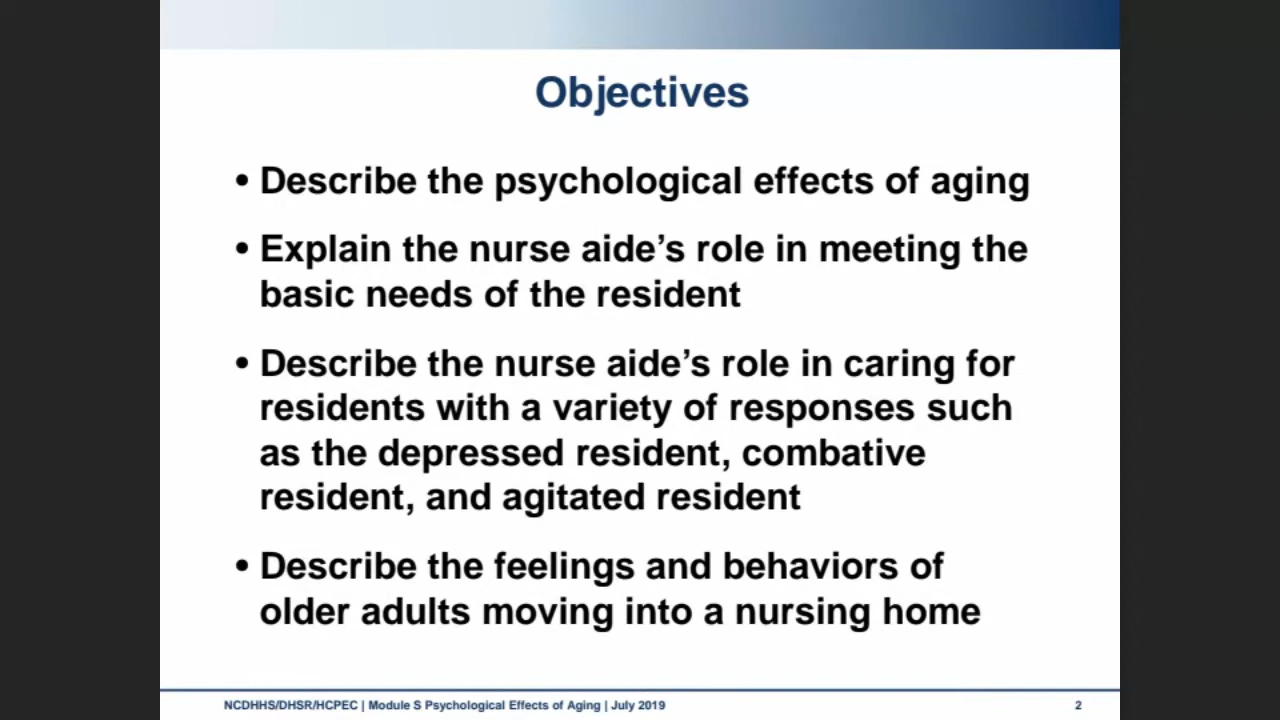 Objectives
• Describe the psychological effects of aging
• Explain the nurse aide’s role in meeting the
basic needs of the resident
• Describe the nurse aide’s role in caring for
residents with a variety of responses such
as the depressed resident, combative
resident, and agitated resident
• Describe the feelings and behaviors of
older adults moving into a nursing home
NCDHHS/DHSR/HCPEC | Module S Psychological Effects of Aging | July 2019
2